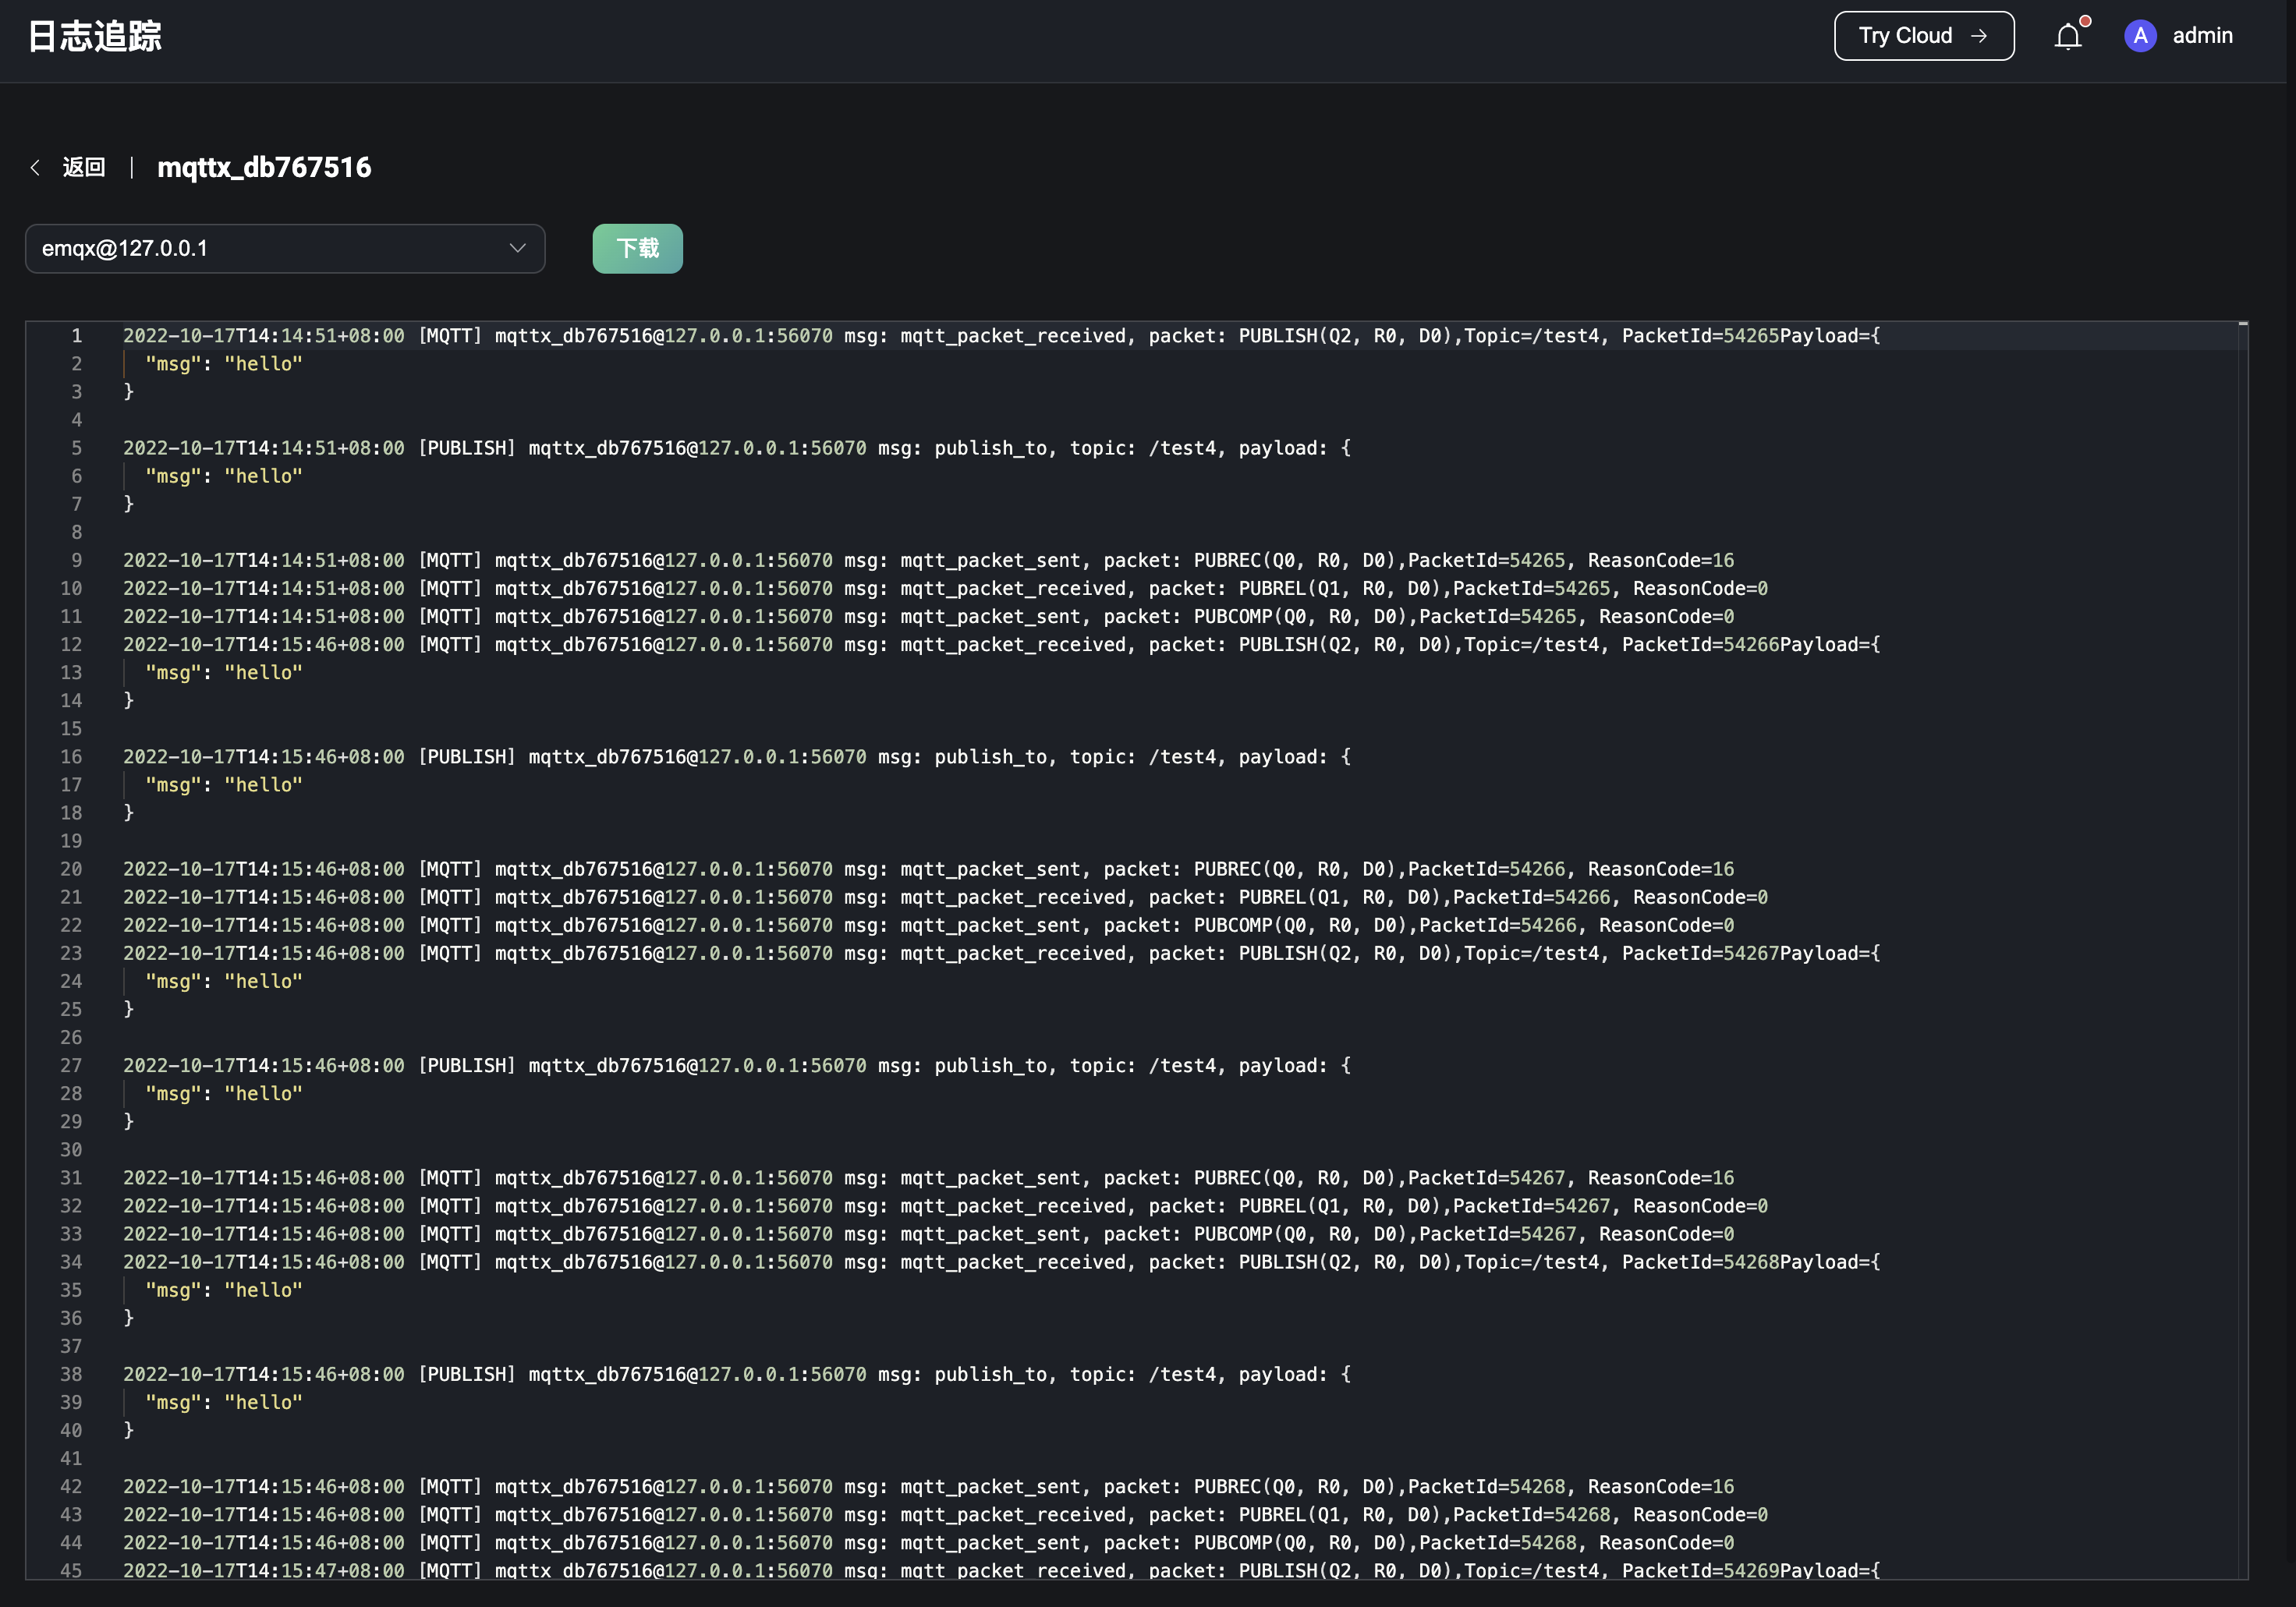 日志追踪
Try Cloud →
A admin
返回 | mqttx_db767516
emqx@127.0.0.1
下载
1 2022-10-17T14:14:51+08:00 [MQTT] mqttx_db767516@127.0.0.1:56070 msg: mqtt_packet_received, packet: PUBLISH(Q2, R0, D0),Topic=/test4, PacketId=54265Payload={
2 "msg": "hello"
3 }
4
5 2022-10-17T14:14:51+08:00 [PUBLISH] mqttx_db767516@127.0.0.1:56070 msg: publish_to, topic: /test4, payload: {
6 "msg": "hello"
7 }
8
9 2022-10-17T14:14:51+08:00 [MQTT] mqttx_db767516@127.0.0.1:56070 msg: mqtt_packet_sent, packet: PUBREC(Q0, R0, D0),PacketId=54265, ReasonCode=16
10 2022-10-17T14:14:51+08:00 [MQTT] mqttx_db767516@127.0.0.1:56070 msg: mqtt_packet_received, packet: PUBREL(Q1, R0, D0),PacketId=54265, ReasonCode=0
11 2022-10-17T14:14:51+08:00 [MQTT] mqttx_db767516@127.0.0.1:56070 msg: mqtt_packet_sent, packet: PUBCOMP(Q0, R0, D0),PacketId=54265, ReasonCode=0
12 2022-10-17T14:15:46+08:00 [MQTT] mqttx_db767516@127.0.0.1:56070 msg: mqtt_packet_received, packet: PUBLISH(Q2, R0, D0),Topic=/test4, PacketId=54266Payload={
13 "msg": "hello"
14 }
15
16 2022-10-17T14:15:46+08:00 [PUBLISH] mqttx_db767516@127.0.0.1:56070 msg: publish_to, topic: /test4, payload: {
17 "msg": "hello"
18 }
19
20 2022-10-17T14:15:46+08:00 [MQTT] mqttx_db767516@127.0.0.1:56070 msg: mqtt_packet_sent, packet: PUBREC(Q0, R0, D0),PacketId=54266, ReasonCode=16
21 2022-10-17T14:15:46+08:00 [MQTT] mqttx_db767516@127.0.0.1:56070 msg: mqtt_packet_received, packet: PUBREL(Q1, R0, D0),PacketId=54266, ReasonCode=0
22 2022-10-17T14:15:46+08:00 [MQTT] mqttx_db767516@127.0.0.1:56070 msg: mqtt_packet_sent, packet: PUBCOMP(Q0, R0, D0),PacketId=54266, ReasonCode=0
23 2022-10-17T14:15:46+08:00 [MQTT] mqttx_db767516@127.0.0.1:56070 msg: mqtt_packet_received, packet: PUBLISH(Q2, R0, D0),Topic=/test4, PacketId=54267Payload={
24 "msg": "hello"
25 }
26
27 2022-10-17T14:15:46+08:00 [PUBLISH] mqttx_db767516@127.0.0.1:56070 msg: publish_to, topic: /test4, payload: {
28 "msg": "hello"
29 }
30
31 2022-10-17T14:15:46+08:00 [MQTT] mqttx_db767516@127.0.0.1:56070 msg: mqtt_packet_sent, packet: PUBREC(Q0, R0, D0),PacketId=54267, ReasonCode=16
32 2022-10-17T14:15:46+08:00 [MQTT] mqttx_db767516@127.0.0.1:56070 msg: mqtt_packet_received, packet: PUBREL(Q1, R0, D0),PacketId=54267, ReasonCode=0
33 2022-10-17T14:15:46+08:00 [MQTT] mqttx_db767516@127.0.0.1:56070 msg: mqtt_packet_sent, packet: PUBCOMP(Q0, R0, D0),PacketId=54267, ReasonCode=0
34 2022-10-17T14:15:46+08:00 [MQTT] mqttx_db767516@127.0.0.1:56070 msg: mqtt_packet_received, packet: PUBLISH(Q2, R0, D0),Topic=/test4, PacketId=54268Payload={
35 "msg": "hello"
36 }
37
38 2022-10-17T14:15:46+08:00 [PUBLISH] mqttx_db767516@127.0.0.1:56070 msg: publish_to, topic: /test4, payload: {
39 "msg": "hello"
40 }
41
42 2022-10-17T14:15:46+08:00 [MQTT] mqttx_db767516@127.0.0.1:56070 msg: mqtt_packet_sent, packet: PUBREC(Q0, R0, D0),PacketId=54268, ReasonCode=16
43 2022-10-17T14:15:46+08:00 [MQTT] mqttx_db767516@127.0.0.1:56070 msg: mqtt_packet_received, packet: PUBREL(Q1, R0, D0),PacketId=54268, ReasonCode=0
44 2022-10-17T14:15:46+08:00 [MQTT] mqttx_db767516@127.0.0.1:56070 msg: mqtt_packet_sent, packet: PUBCOMP(Q0, R0, D0),PacketId=54268, ReasonCode=0
45 2022-10-17T14:15:47+08:00 [MQTT] mqttx_db767516@127.0.0.1:56070 msg: mqtt_packet_received, packet: PUBLISH(Q2, R0, D0),Topic=/test4, PacketId=54269Payload={